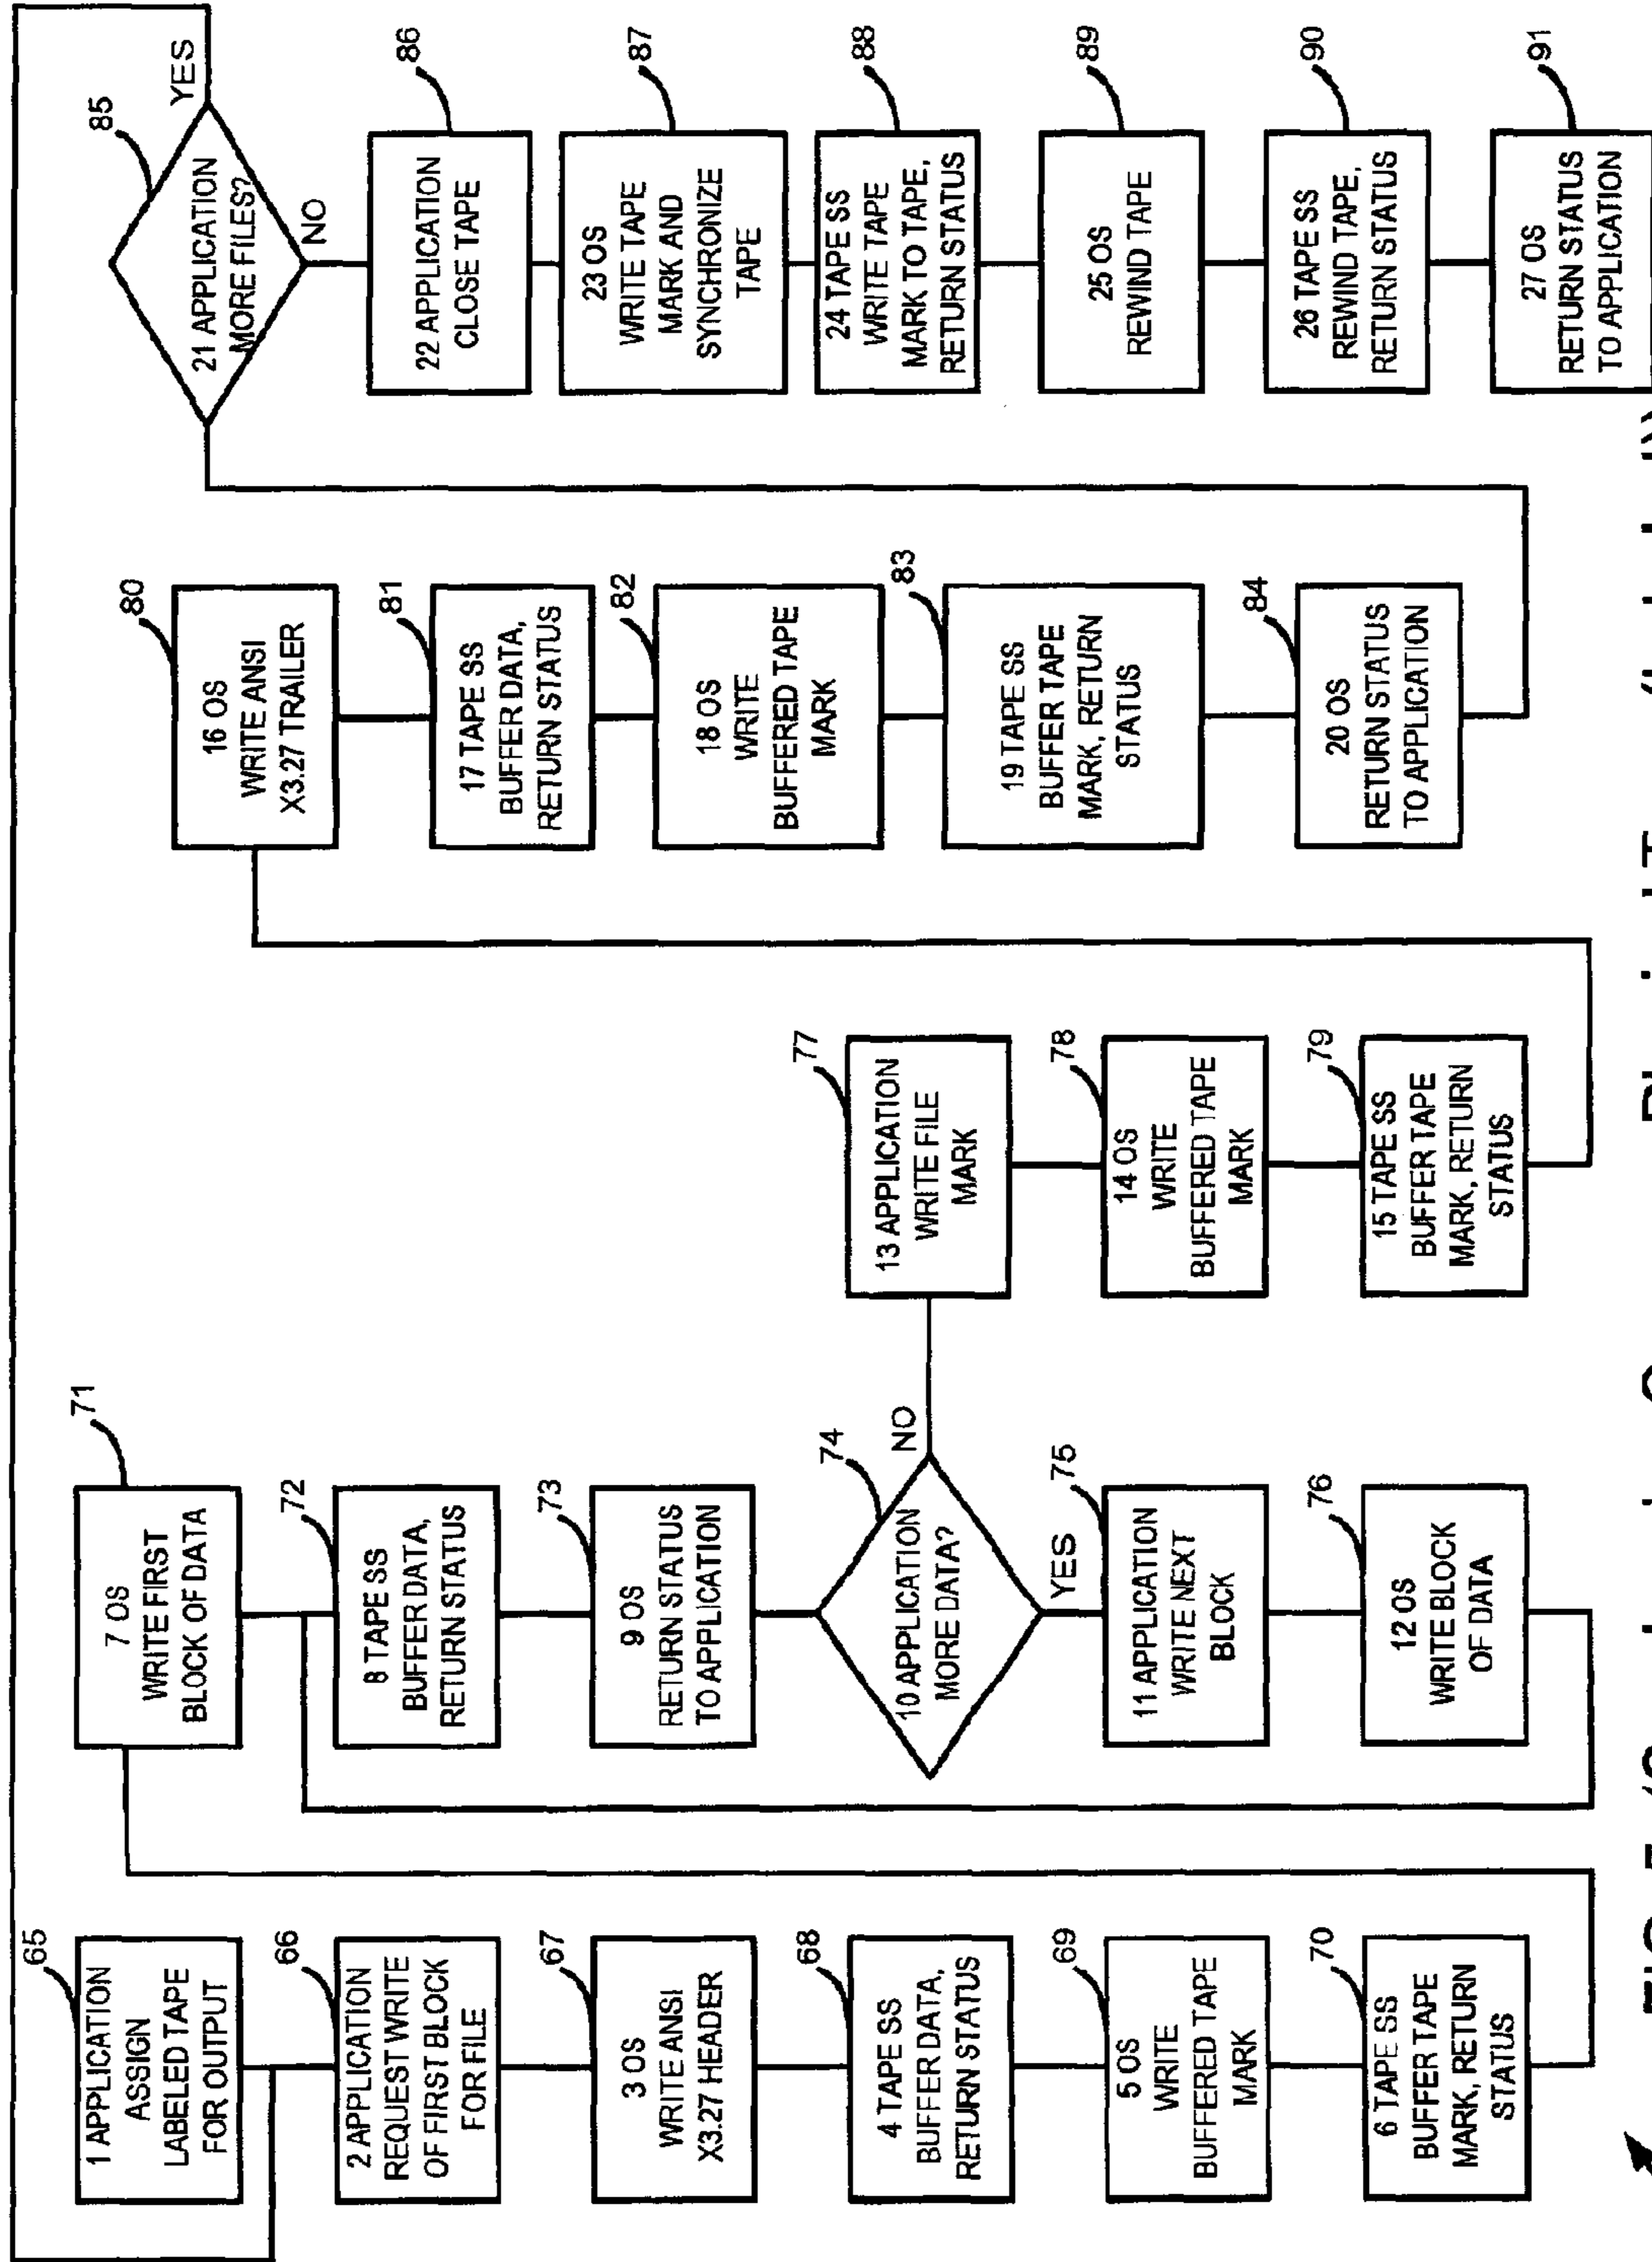 65
1 APPLICATION
ASSIGN
LABELED TAPE
FOR OUTPUT
66
2 APPLICATION
REQUEST WRITE
OF FIRST BLOCK
FOR FILE
67
3 OS
WRITE ANSI
X3.27 HEADER
68
4 TAPE SS
BUFFER DATA,
RETURN STATUS
69
5 OS
WRITE
BUFFERED TAPE
MARK
70
6 TAPE SS
BUFFER TAPE
MARK, RETURN
STATUS
71
7 OS
WRITE FIRST
BLOCK OF DATA
72
8 TAPE SS
BUFFER DATA,
RETURN STATUS
73
9 OS
RETURN STATUS
TO APPLICATION
74
10 APPLICATION
MORE DATA?
NO
YES
75
11 APPLICATION
WRITE NEXT
BLOCK
76
12 OS
WRITE BLOCK
OF DATA
77
13 APPLICATION
WRITE FILE
MARK
78
14 OS
WRITE
BUFFERED TAPE
MARK
79
15 TAPE SS
BUFFER TAPE
MARK, RETURN
STATUS
80
16 OS
WRITE ANSI
X3.27 TRAILER
81
17 TAPE SS
BUFFER DATA,
RETURN STATUS
82
18 OS
WRITE
BUFFERED TAPE
MARK
83
19 TAPE SS
BUFFER TAPE
MARK, RETURN
STATUS
84
20 OS
RETURN STATUS
TO APPLICATION
85
21 APPLICATION
MORE FILES?
YES
NO
86
22 APPLICATION
CLOSE TAPE
87
23 OS
WRITE TAPE
MARK AND
SYNCHRONIZE
TAPE
88
24 TAPE SS
WRITE TAPE
MARK TO TAPE,
RETURN STATUS
89
25 OS
REWIND TAPE
90
26 TAPE SS
REWIND TAPE,
RETURN STATUS
91
27 OS
RETURN STATUS
TO APPLICATION